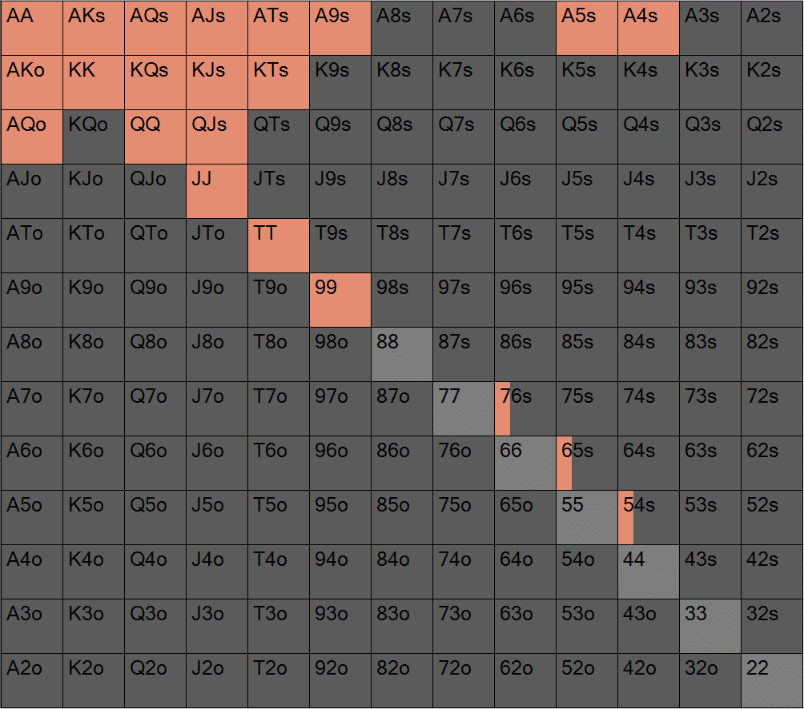 AA AKs AQs AJs ATs A9s A8s A7s A6s A5s A4s A3s A2s
AKo KK KQs KJs KTs K9s K8s K7s K6s K5s K4s K3s K2s
AQo KQo QQ QJs QTs Q9s Q8s Q7s Q6s Q5s Q4s Q3s Q2s
AJo KJo QJo JJ JTs J9s J8s J7s J6s J5s J4s J3s J2s
ATo KTo QTo JTo TT T9s T8s T7s T6s T5s T4s T3s T2s
A9o K9o Q9o J9o T9o 99 98s 97s 96s 95s 94s 93s 92s
A8o K8o Q8o J8o T8o 98o 88 87s 86s 85s 84s 83s 82s
A7o K7o Q7o J7o T7o 97o 87o 77 76s 75s 74s 73s 72s
A6o K6o Q6o J6o T6o 96o 86o 76o 66 65s 64s 63s 62s
A5o K5o Q5o J5o T5o 95o 85o 75o 65o 55 54s 53s 52s
A4o K4o Q4o J4o T4o 94o 84o 74o 64o 54o 44 43s 42s
A3o K3o Q3o J3o T3o 93o 83o 73o 63o 53o 43o 33 32s
A2o K2o Q2o J2o T2o 92o 82o 72o 62o 52o 42o 32o 22